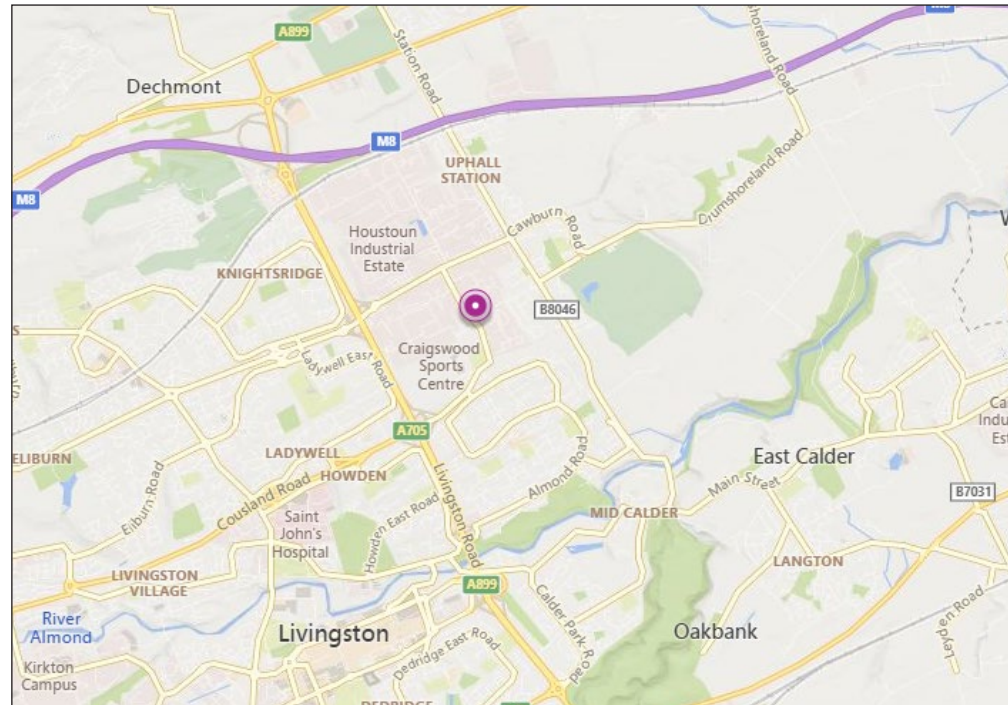 A899
Station Road
M8
Dechmont
M8
UPHALL
STATION
Drumshoreland Road
M8
Cawburn Road
Houstoun
Industrial
Estate
KNIGHTSRIDGE
B8046
Ladywell East Road
Craigswood
Sports
Centre
A705
LADYWELL
HOWDEN
East Calder
ELIBURN
Eliburn Road
Cousland Road
Livingston Road
Almond Road
Main Street
B7031
Saint
John's
Hospital
Howden East Road
MID CALDER
LIVINGSTON
VILLAGE
A899
LANGTON
River
Almond
Livingston
Dedridge East Road
Calder Park Road
Oakbank
Leyden Road
Kirkton
Campus